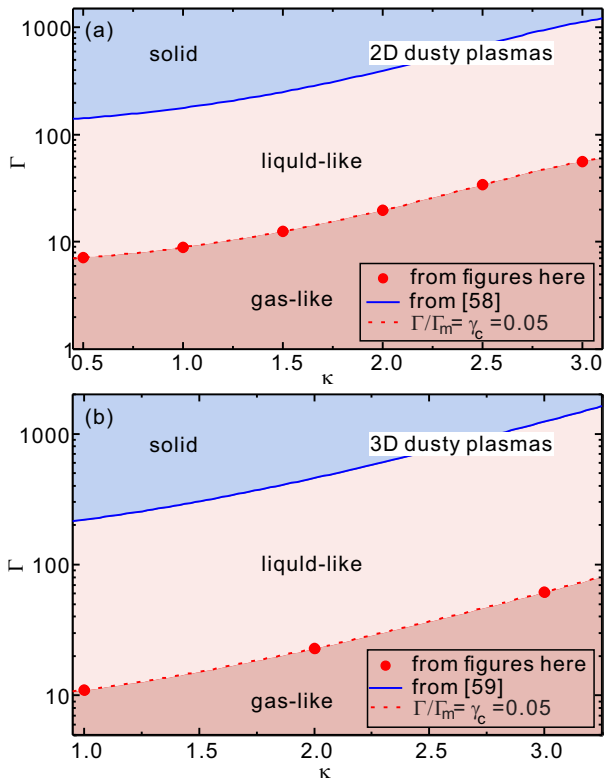 (a)
solid
2D dusty plasmas
liquld-like
gas-like
from figures here
from [58]
Γ/Γm= γc =0.05
Γ
1000
100
10
1
0.5 1.0 1.5 2.0 2.5 3.0
κ
(b)
solid
3D dusty plasmas
liquld-like
gas-like
from figures here
from [59]
Γ/Γm= γc =0.05
Γ
1000
100
10
1.0 1.5 2.0 2.5 3.0
κ